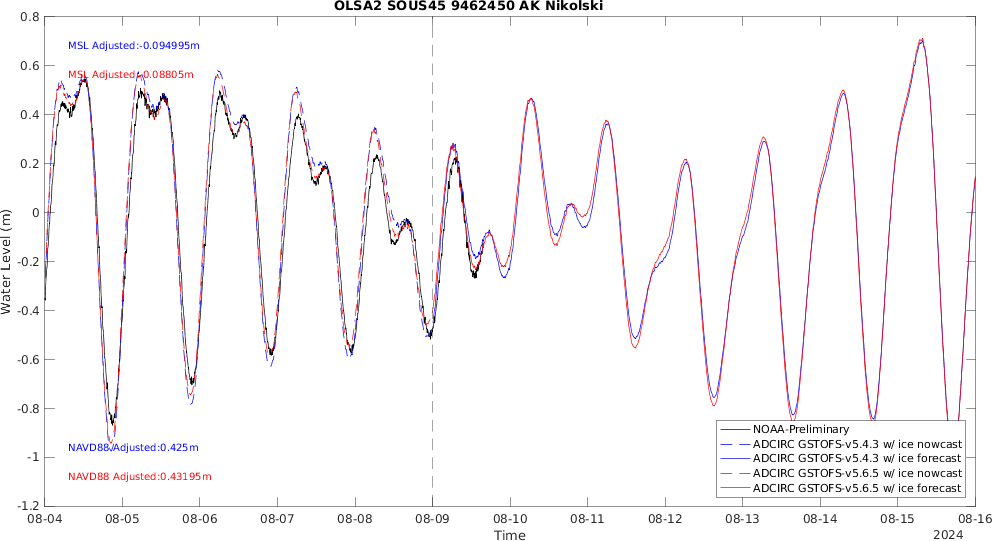 OLSA2 SOUS45 9462450 AK Nikolski
0.8
0.6
0.4
0.2
0
-0.2
-0.4
-0.6
-0.8
-1
-1.2
Water Level (m)
MSL Adjusted:-0.094995m
MSL Adjusted:-0.08805m
NAVD88 Adjusted:0.425m
NAVD88 Adjusted:0.43195m
NOAA-Preliminary
ADCIRC GSTOFS-v5.4.3 w/ ice nowcast
ADCIRC GSTOFS-v5.4.3 w/ ice forecast
ADCIRC GSTOFS-v5.6.5 w/ ice nowcast
ADCIRC GSTOFS-v5.6.5 w/ ice forecast
08-04 08-05 08-06 08-07 08-08 08-09 08-10 08-11 08-12 08-13 08-14 08-15 08-16
Time
2024